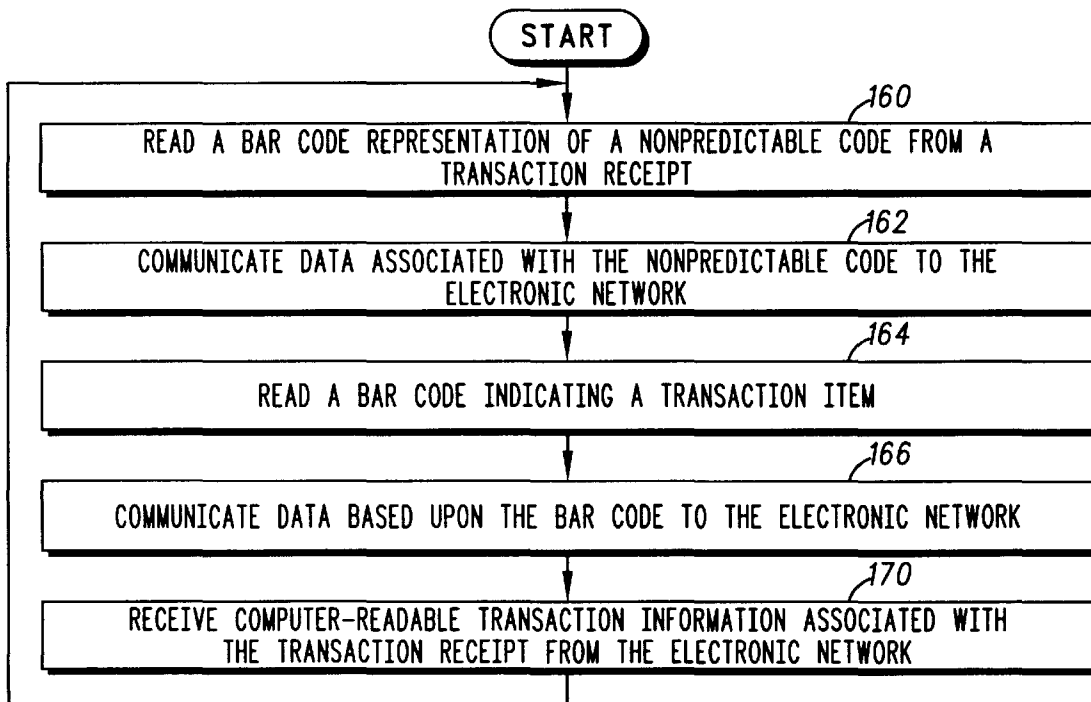 START
160
READ A BAR CODE REPRESENTATION OF A NONPREDICTABLE CODE FROM A
TRANSACTION RECEIPT
162
COMMUNICATE DATA ASSOCIATED WITH THE NONPREDICTABLE CODE TO THE
ELECTRONIC NETWORK
164
READ A BAR CODE INDICATING A TRANSACTION ITEM
166
COMMUNICATE DATA BASED UPON THE BAR CODE TO THE ELECTRONIC NETWORK
170
RECEIVE COMPUTER-READABLE TRANSACTION INFORMATION ASSOCIATED WITH
THE TRANSACTION RECEIPT FROM THE ELECTRONIC NETWORK